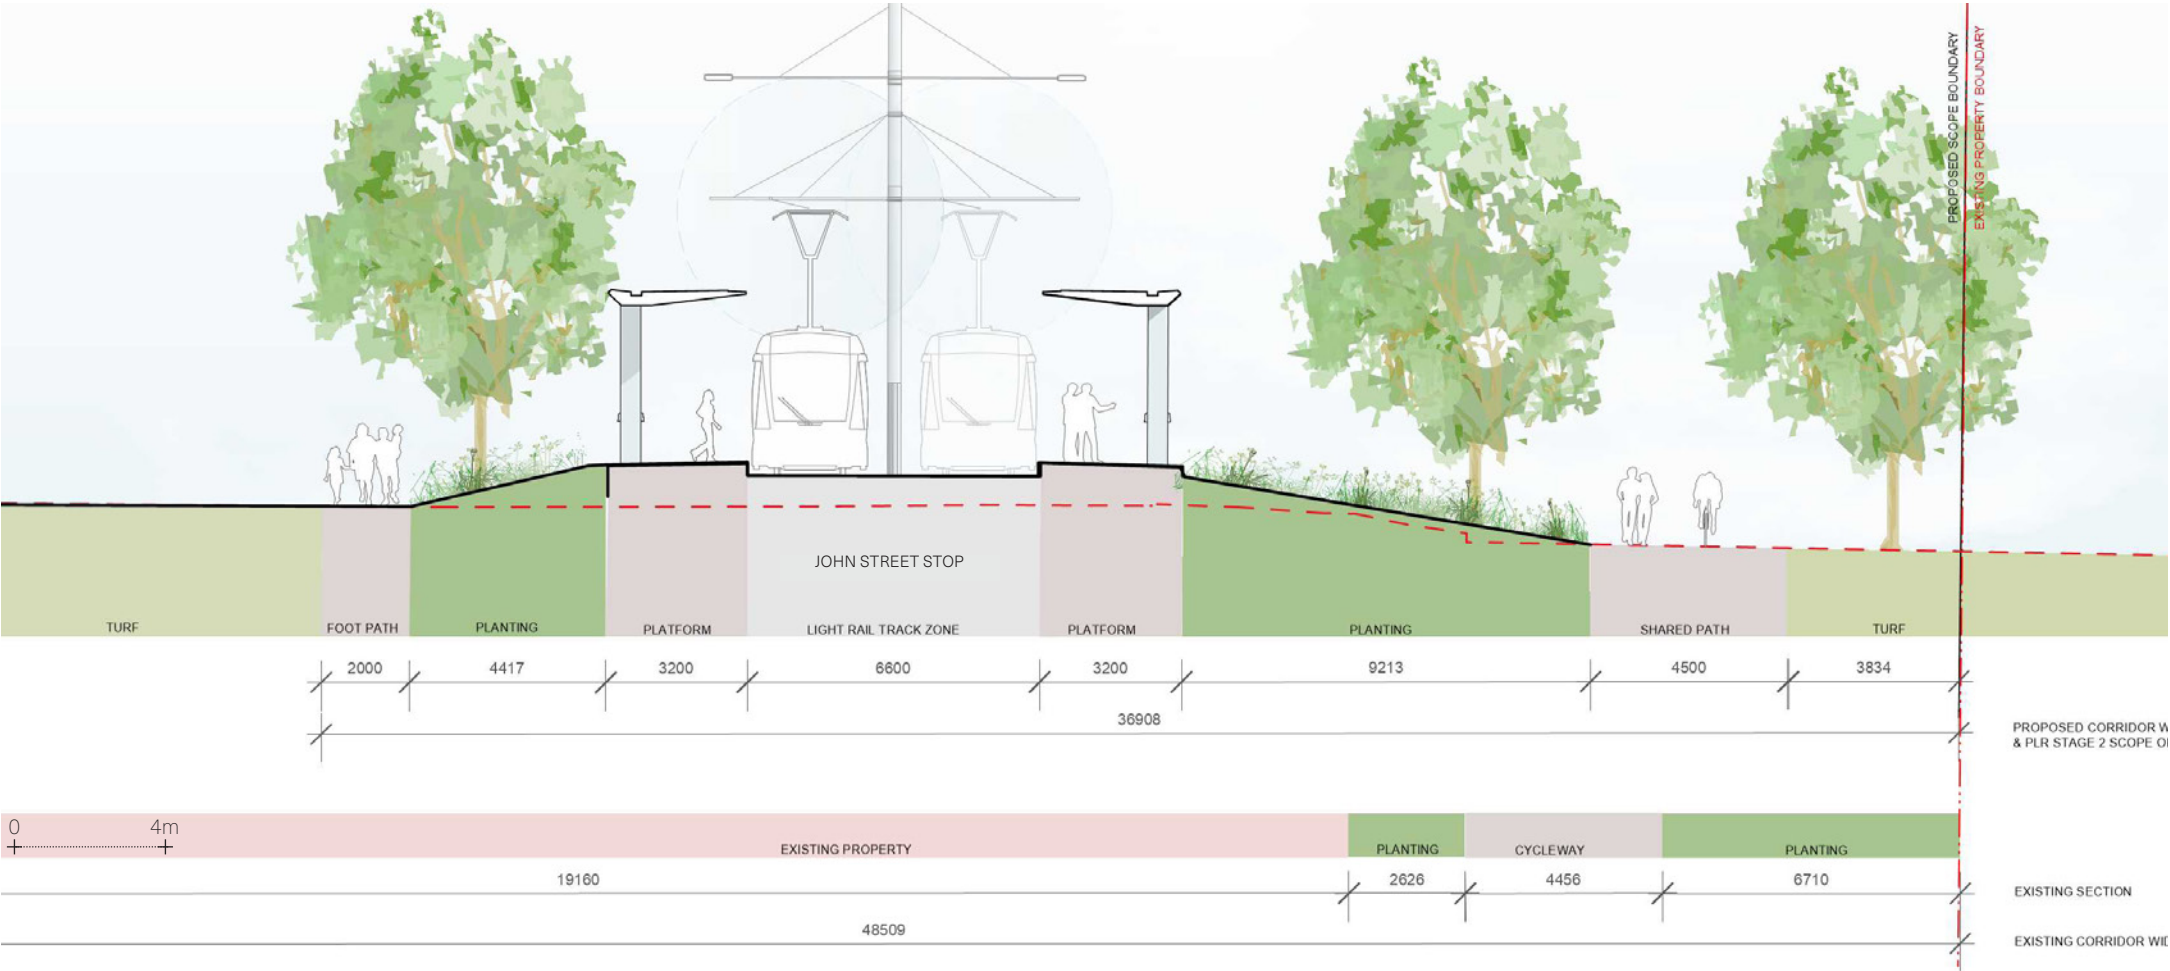 PROPOSED SCOPE BOUNDARY
EXISTING PROPERTY BOUNDARY
JOHN STREET STOP
TURF
FOOT PATH
PLANTING
PLATFORM
LIGHT RAIL TRACK ZONE
PLATFORM
PLANTING
SHARED PATH
TURF
2000
4417
3200
6600
3200
9213
4500
3834
36908
PROPOSED CORRIDOR
& PLR STAGE 2 SCOPE
0
4m
EXISTING PROPERTY
PLANTING
CYCLEWAY
PLANTING
19160
2626
4456
6710
EXISTING SECTION
48509
EXISTING CORRIDOR